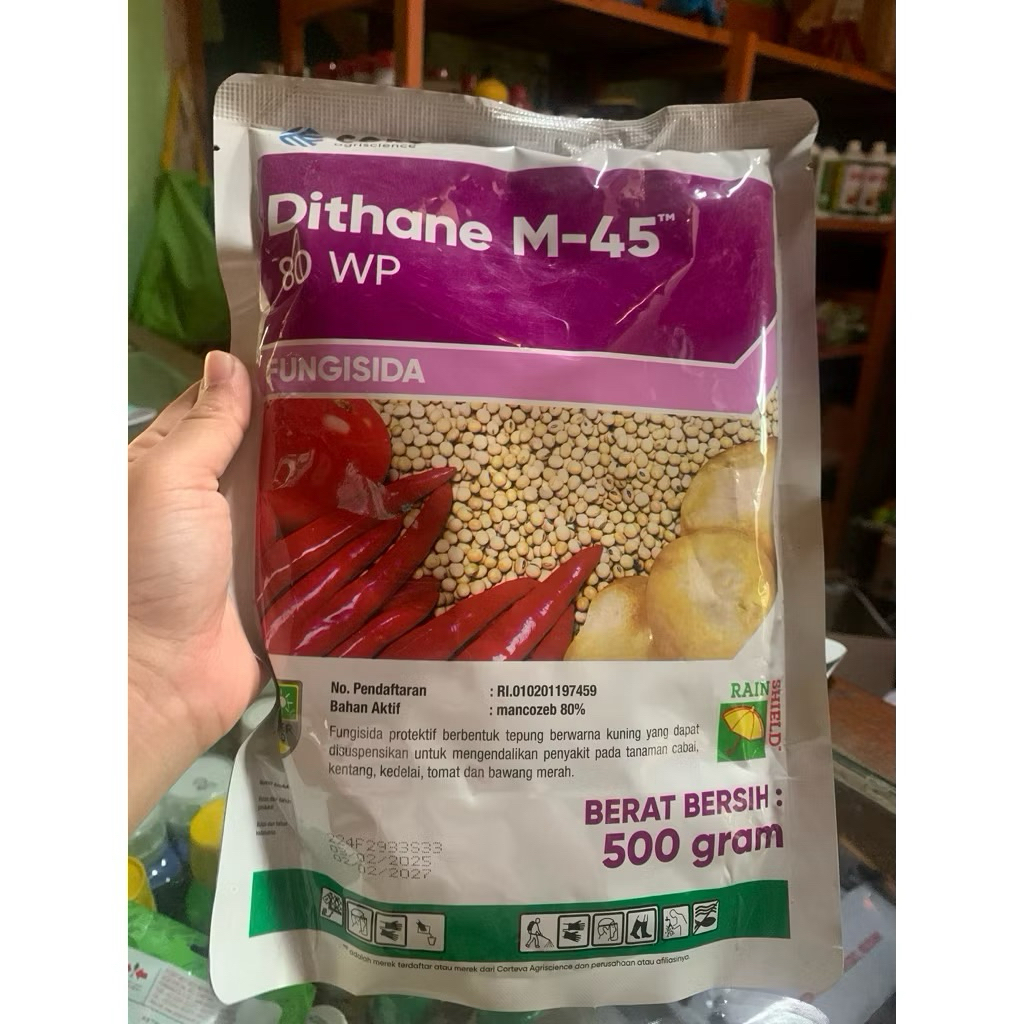 agriscience
Dithane M-45™
80 WP
FUNGISIDA
No. Pendaftaran : RI.010201197459
Bahan Aktif : mancozeb 80%
Fungisida protektif berbentuk tepung berwarna kuning yang dapat
disuspensikan untuk mengendalikan penyakit pada tanaman cabai,
kentang, kedelai, tomat dan bawang merah.
RAIN
SHIELD
BERAT BERSIH :
500 gram
02/02/2027
adalah merek terdaftar atau merek dari Corteva Agriscience dan perusahaan atau afiliasinya.